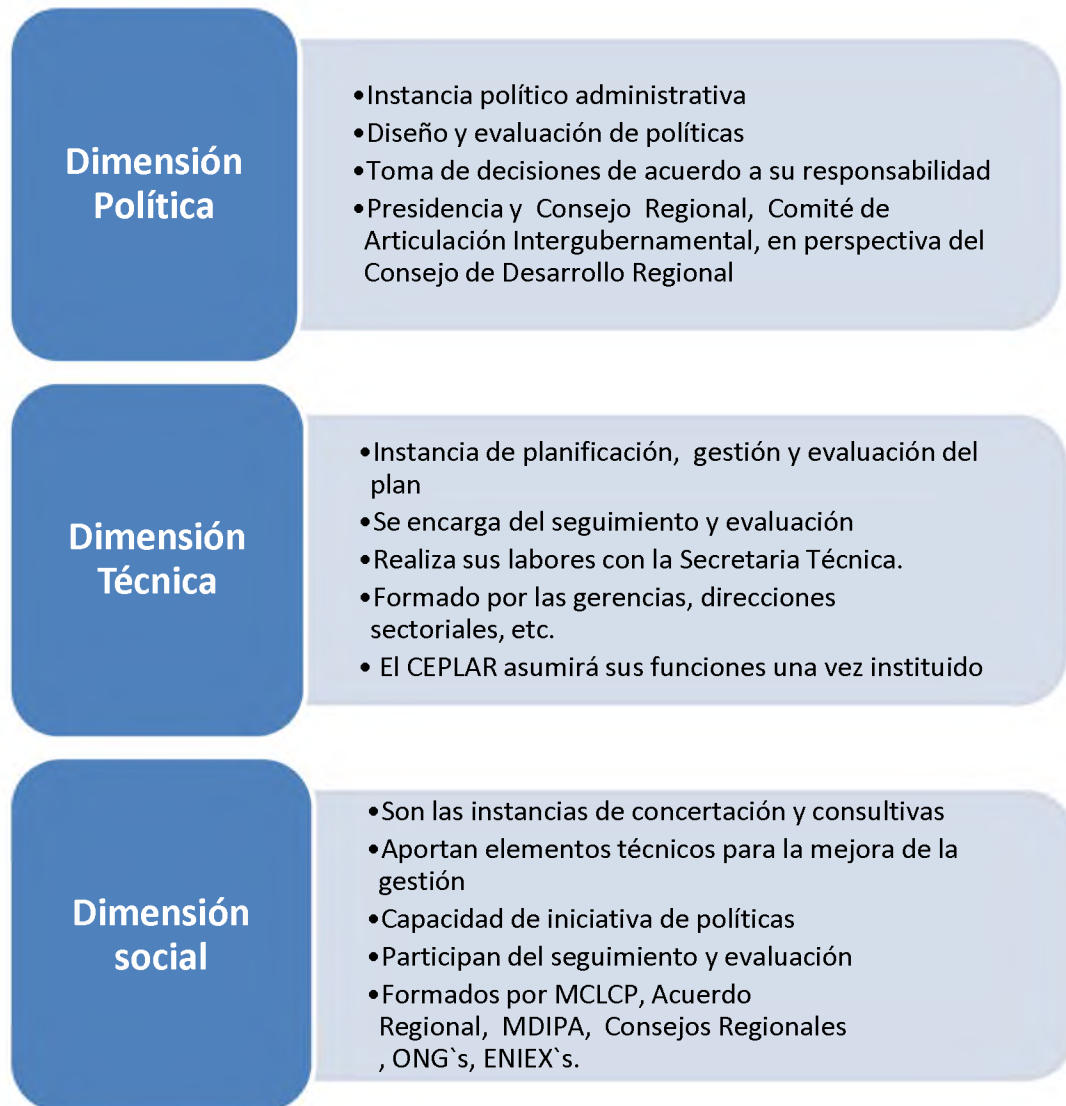 Dimensión
Política
•Instancia político administrativa
•Diseño y evaluación de políticas
•Toma de decisiones de acuerdo a su responsabilidad
•Presidencia y Consejo Regional, Comité de
Articulación Intergubernamental, en perspectiva del
Consejo de Desarrollo Regional
Dimensión
Técnica
•Instancia de planificación, gestión y evaluación del
plan
•Se encarga del seguimiento y evaluación
•Realiza sus labores con la Secretaria Técnica.
•Formado por las gerencias, direcciones
sectoriales, etc.
• El CEPLAR asumirá sus funciones una vez instituido
Dimensión
social
•Son las instancias de concertación y consultivas
•Aportan elementos técnicos para la mejora de la
gestión
•Capacidad de iniciativa de políticas
•Participan del seguimiento y evaluación
•Formados por MCLCP, Acuerdo
Regional, MDIPA, Consejos Regionales
, ONG`s, ENIEX`s.